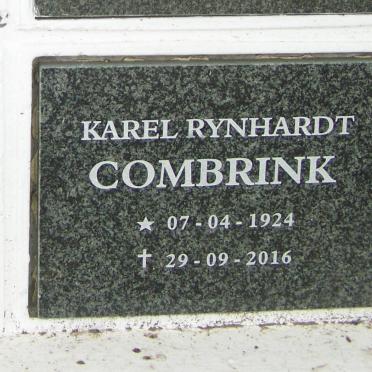 KAREL RYNHARDT
COMBRINK
★ 07 - 04 - 1924
✝ 29 - 09 - 2016